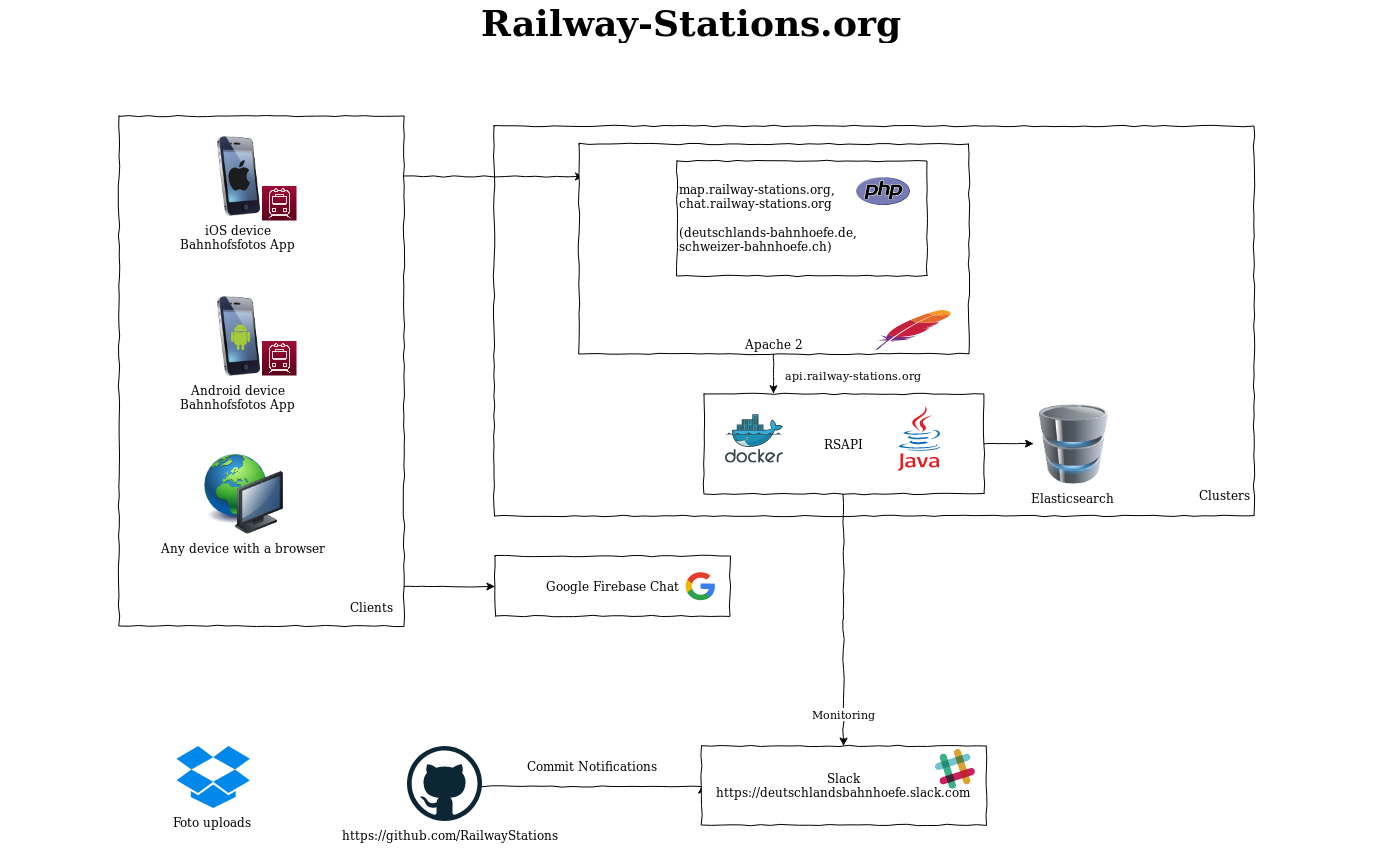 Railway-Stations.org
iOS device
Bahnhofsfotos App
Android device
Bahnhofsfotos App
Any device with a browser
Clients
map.railway-stations.org,
chat.railway-stations.org
(deutschlands-bahnhoefe.de,
schweizer-bahnhoefe.ch)
php
Apache 2
api.railway-stations.org
docker
RSAPI
Java
Elasticsearch
Clusters
Google Firebase Chat
Monitoring
Foto uploads
https://github.com/RailwayStations
Commit Notifications
Slack
https://deutschlandsbahnhoefe.slack.com